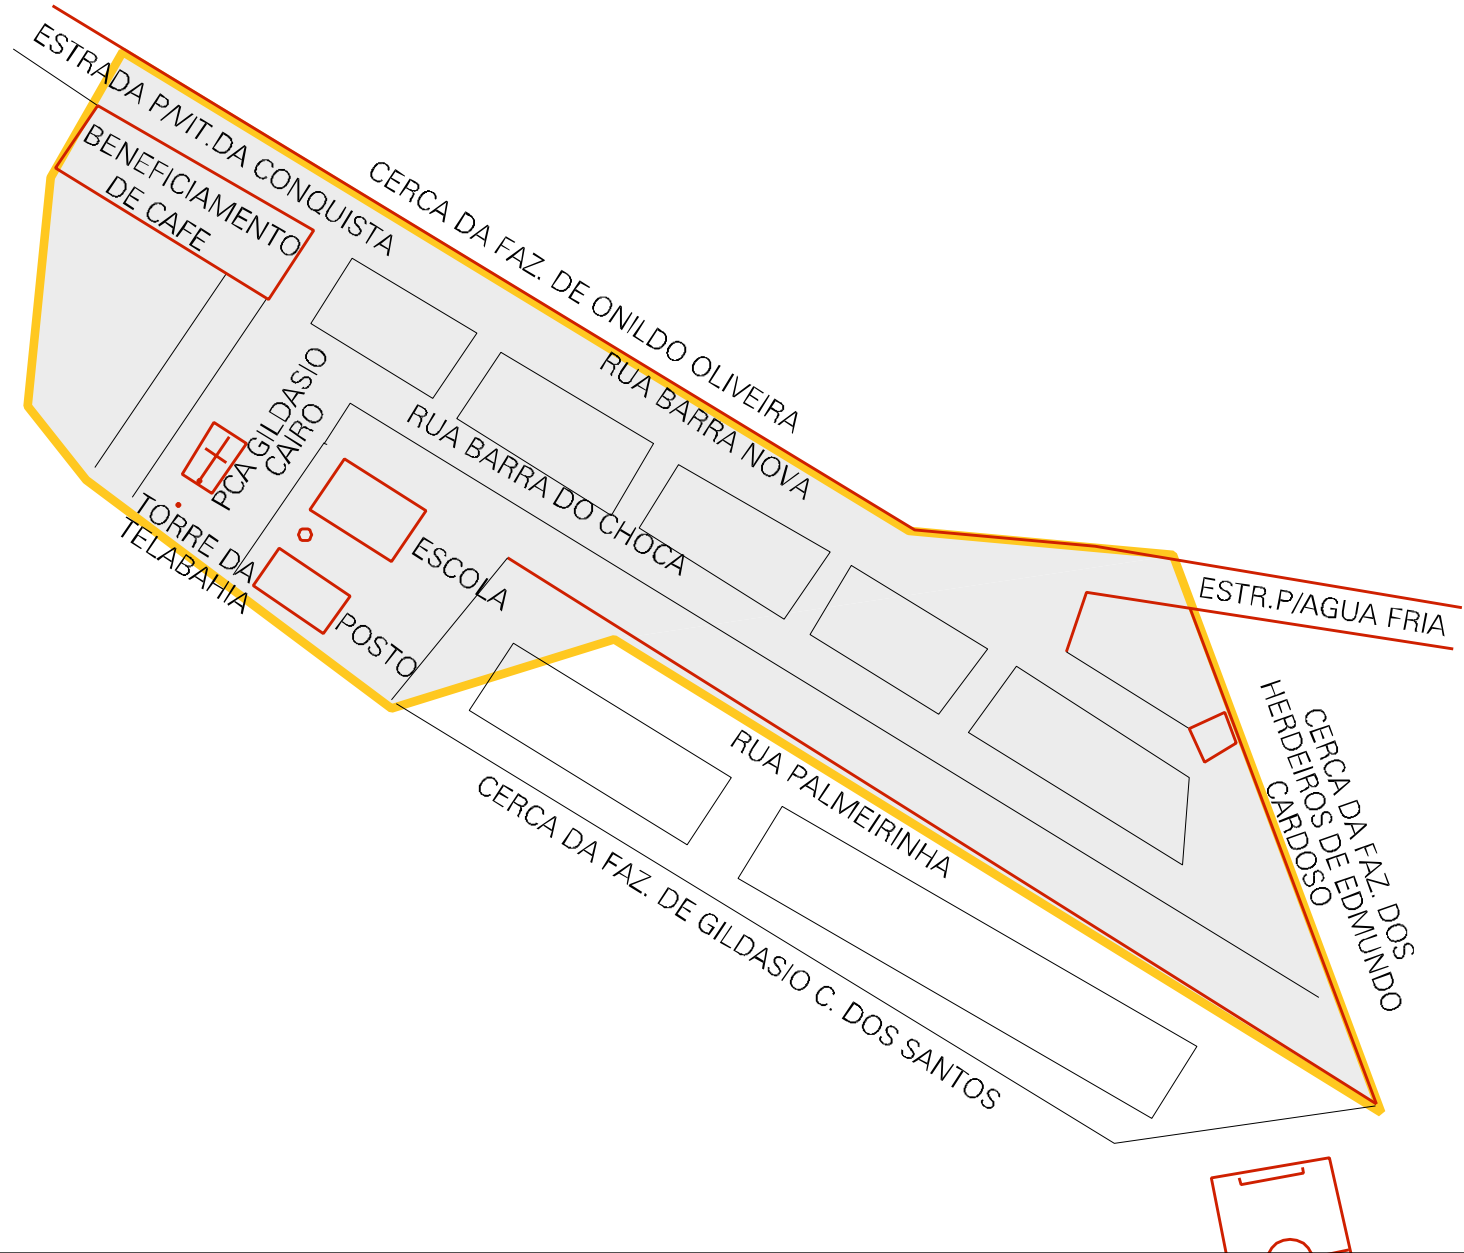 ESTRADA P/VIT.DA CONQUISTA
BENEFICIAMENTO
DE CAFE
CERCA DA FAZ. DE ONILDO OLIVEIRA
RUA BARRA NOVA
RUA BARRA DO CHOCA
PCA GILDASIO
CAIRO
TORRE DA
TELABAHIA
ESCOLA
POSTO
ESTR.P/AGUA FRIA
RUA PALMEIRINHA
CERCA DA FAZ. DE GILDASIO C. DOS SANTOS
CERCA DA FAZ. DOS
HERDEIROS DE EDMUNDO
CARDOSO